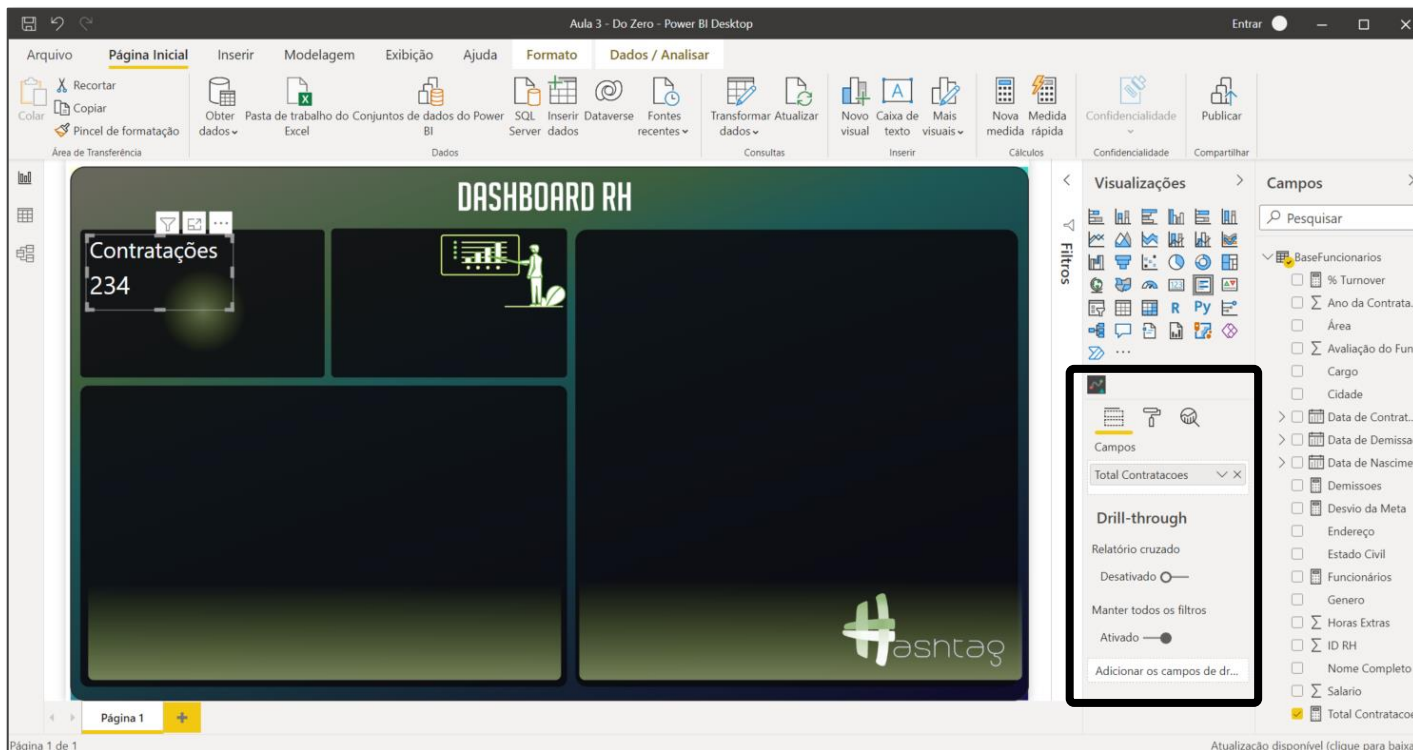 Aula 3 - Do Zero - Power BI Desktop
Entrar
Arquivo Página Inicial Inserir Modelagem Exibição Ajuda Formato Dados / Analisar
Colar
Recortar
Copiar
Pincel de formatação
Área de Transferência
Obter dados
Pasta de trabalho do Excel
Conjuntos de dados do Power BI
SQL Server
Inserir dados
Dataverse
Fontes recentes
Dados
Transformar dados
Atualizar
Consultas
Novo visual
Caixa de texto
Mais visuais
Inserir
Nova medida
Medida rápida
Cálculos
Confidencialidade
Confidencialidade
Publicar
Compartilhar
DASHBOARD RH
Contratações
234
Hashtag
Filtros
Visualizações
R Py
Campos
Total Contratacoes
Drill-through
Relatório cruzado
Desativado
Manter todos os filtros
Ativado
Adicionar os campos de dr...
Campos
Pesquisar
BaseFuncionarios
% Turnover
Ano da Contrata...
Área
Avaliação do Fun
Cargo
Cidade
Data de Contrat...
Data de Demissa
Data de Nascime
Demissoes
Desvio da Meta
Endereço
Estado Civil
Funcionários
Genero
Horas Extras
ID RH
Nome Completo
Salario
Total Contratacoe
Página 1
Página 1 de 1
Atualização disponível (clique para baixa